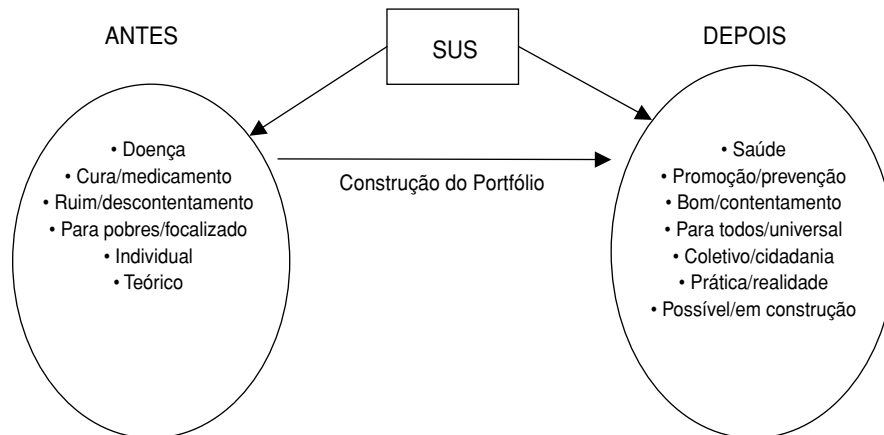 ANTES
SUS
DEPOIS
• Doença
• Cura/medicamento
• Ruim/descontentamento
• Para pobres/focalizado
• Individual
• Teórico
Construção do Portfólio
• Saúde
• Promoção/prevenção
• Bom/contentamento
• Para todos/universal
• Coletivo/cidadania
• Prática/realidade
• Possível/em construção